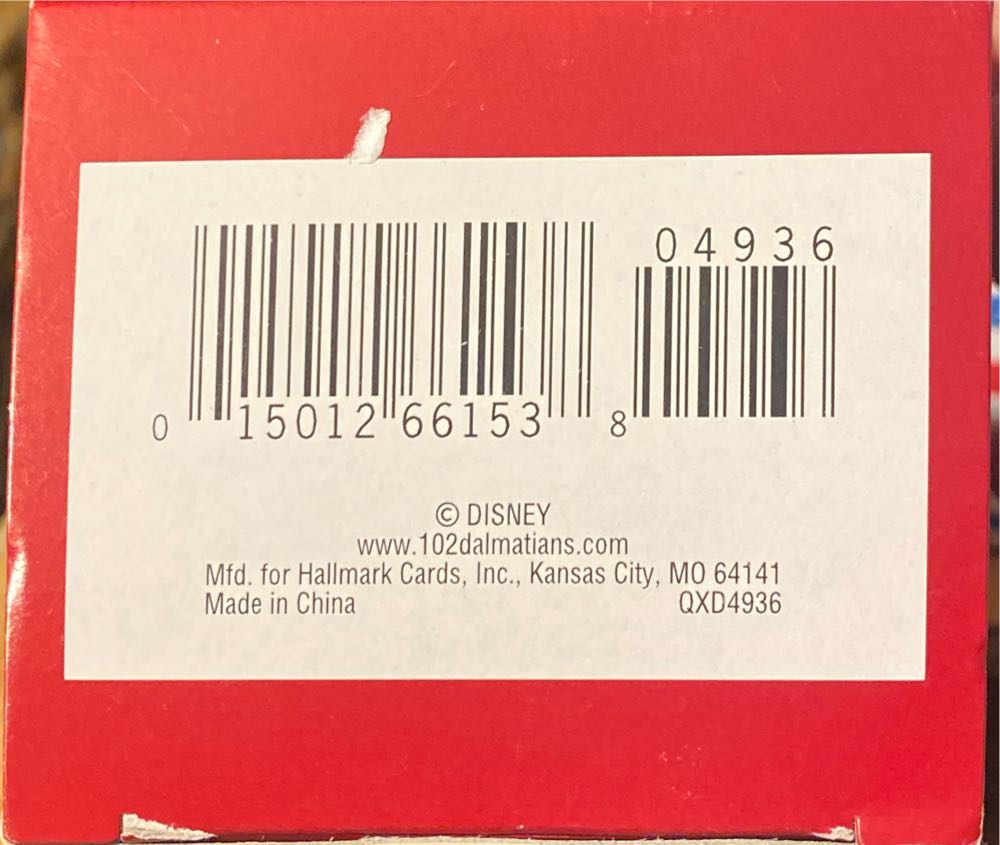 04936
0 15012 66153 8
© DISNEY
www.102dalmatians.com
Mfd. for Hallmark Cards, Inc., Kansas City, MO 64141
Made in China QXD4936